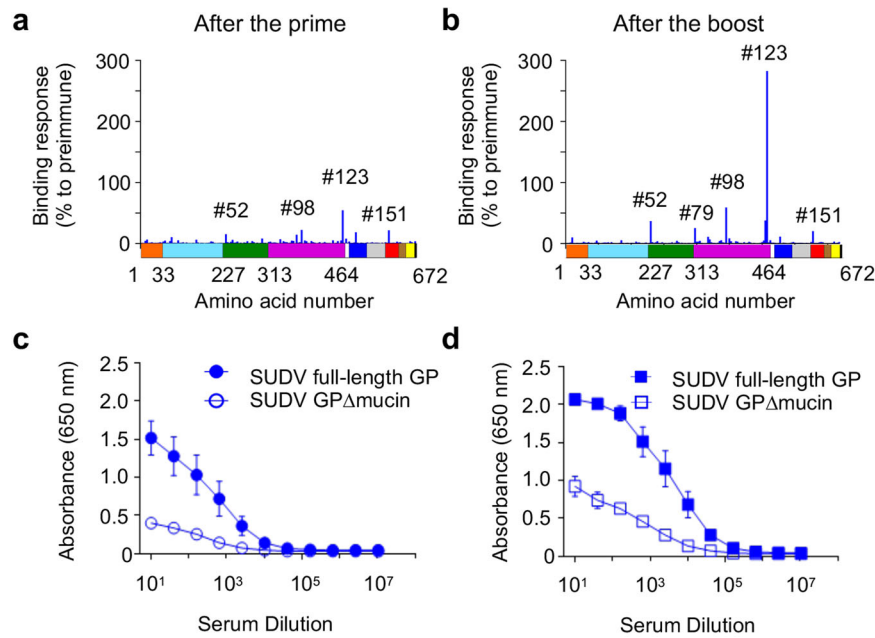 a After the prime
Binding response
(% to preimmune)
300
200
100
0
#52
#98
#123
#151
1 33 227 313 464 672
Amino acid number
b After the boost
Binding response
(% to preimmune)
300
200
100
0
#52
#79
#98
#123
#151
1 33 227 313 464 672
Amino acid number
c
Absorbance (650 nm)
2.5
2.0
1.5
1.0
0.5
0
SUDV full-length GP
SUDV GPΔmucin
10¹ 10³ 10⁵ 10⁷
Serum Dilution
d
Absorbance (650 nm)
2.5
2.0
1.5
1.0
0.5
0
SUDV full-length GP
SUDV GPΔmucin
10¹ 10³ 10⁵ 10⁷
Serum Dilution